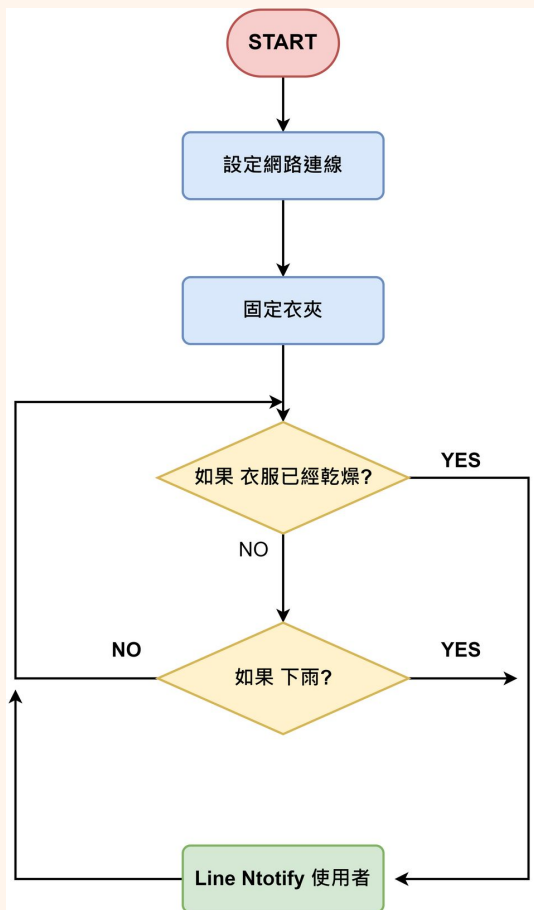 START
設定網路連線
固定衣夾
如果 衣服已經乾燥?
YES
NO
NO
如果 下雨?
YES
Line Ntotify 使用者